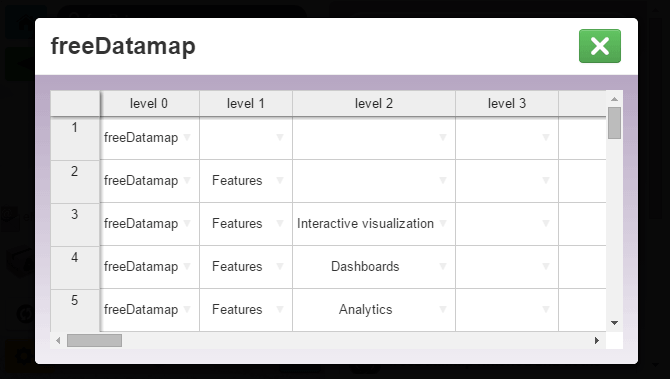 freeDatamap
level 0 level 1 level 2 level 3
1 freeDatamap
2 freeDatamap Features
3 freeDatamap Features Interactive visualization
4 freeDatamap Features Dashboards
5 freeDatamap Features Analytics